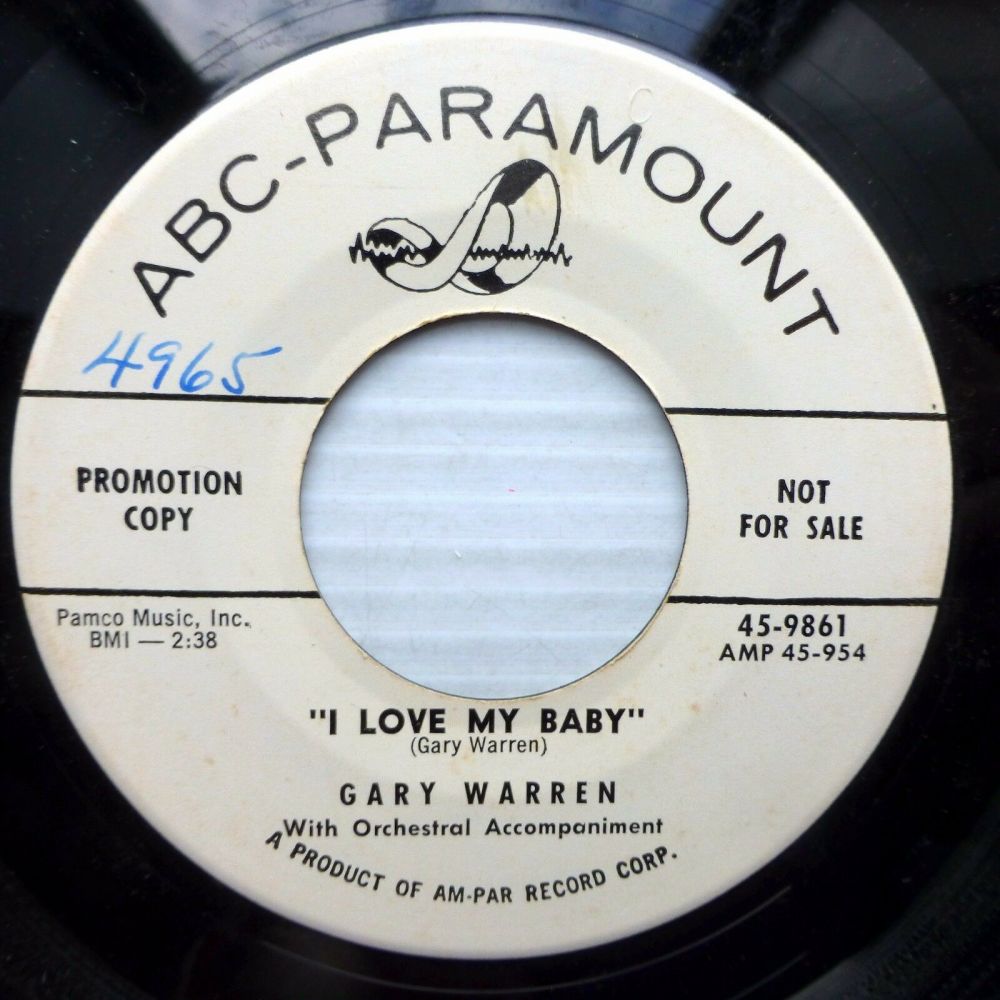 ABC-PARAMOUNT
4965
PROMOTION
COPY
NOT
FOR SALE
Pamco Music, Inc.
BMI — 2:38
45-9861
AMP 45-954
"I LOVE MY BABY"
(Gary Warren)
GARY WARREN
With Orchestral Accompaniment
A PRODUCT OF AM-PAR RECORD CORP.